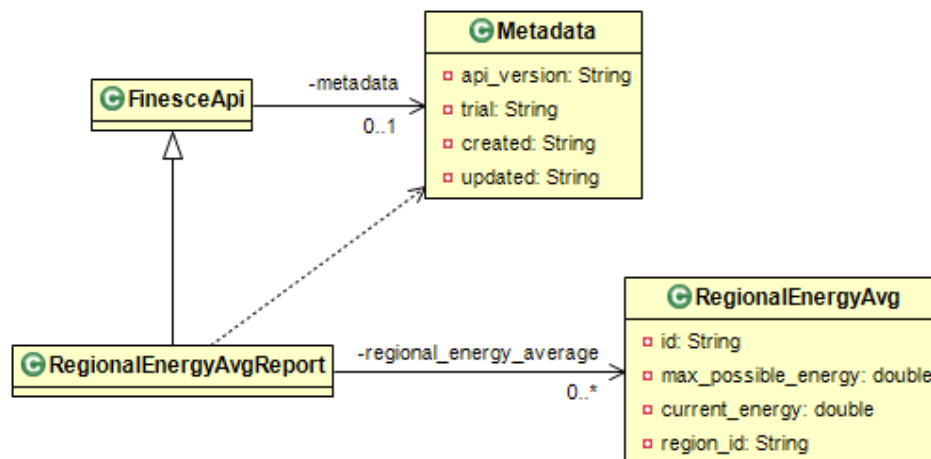 C Metadata
api_version: String
trial: String
created: String
updated: String
C FinesceApi
-metadata
0..1
C RegionalEnergyAvgReport
-regional_energy_average
0..*
C RegionalEnergyAvg
id: String
max_possible_energy: double
current_energy: double
region_id: String